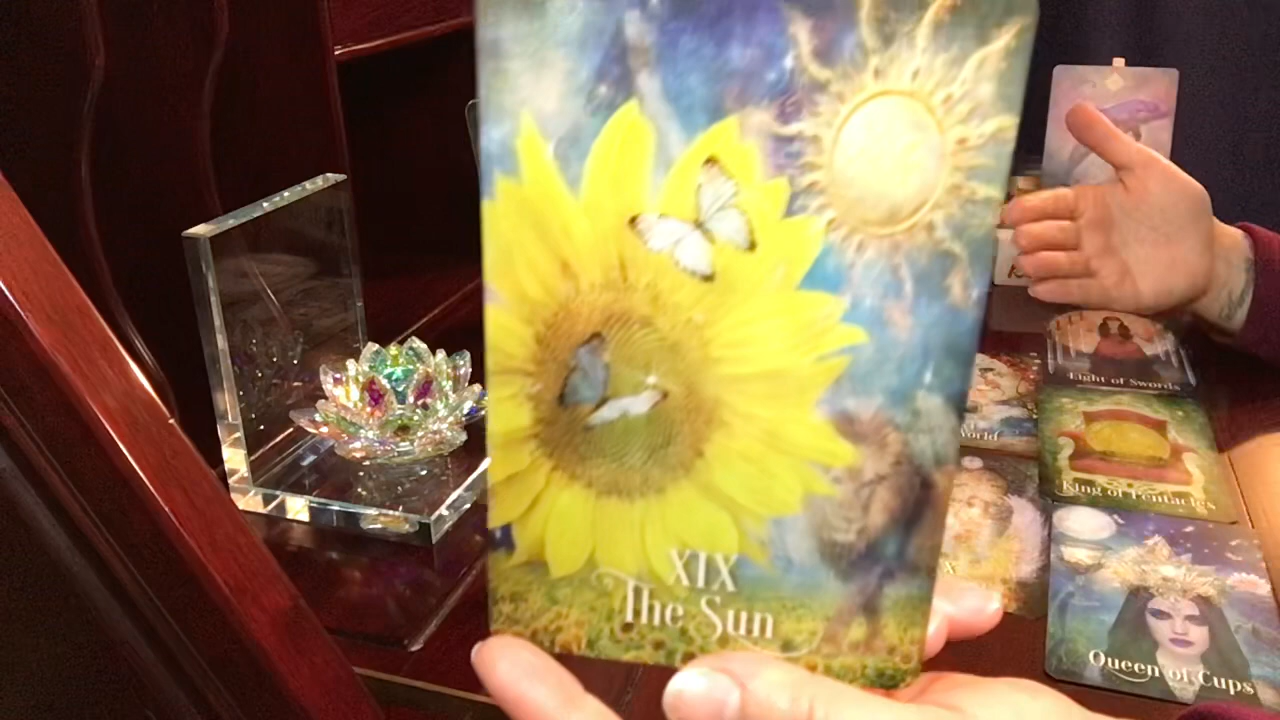 XIX
The Sun
Eight of Swords
World
King of Pentacles
X
Queen of Cups